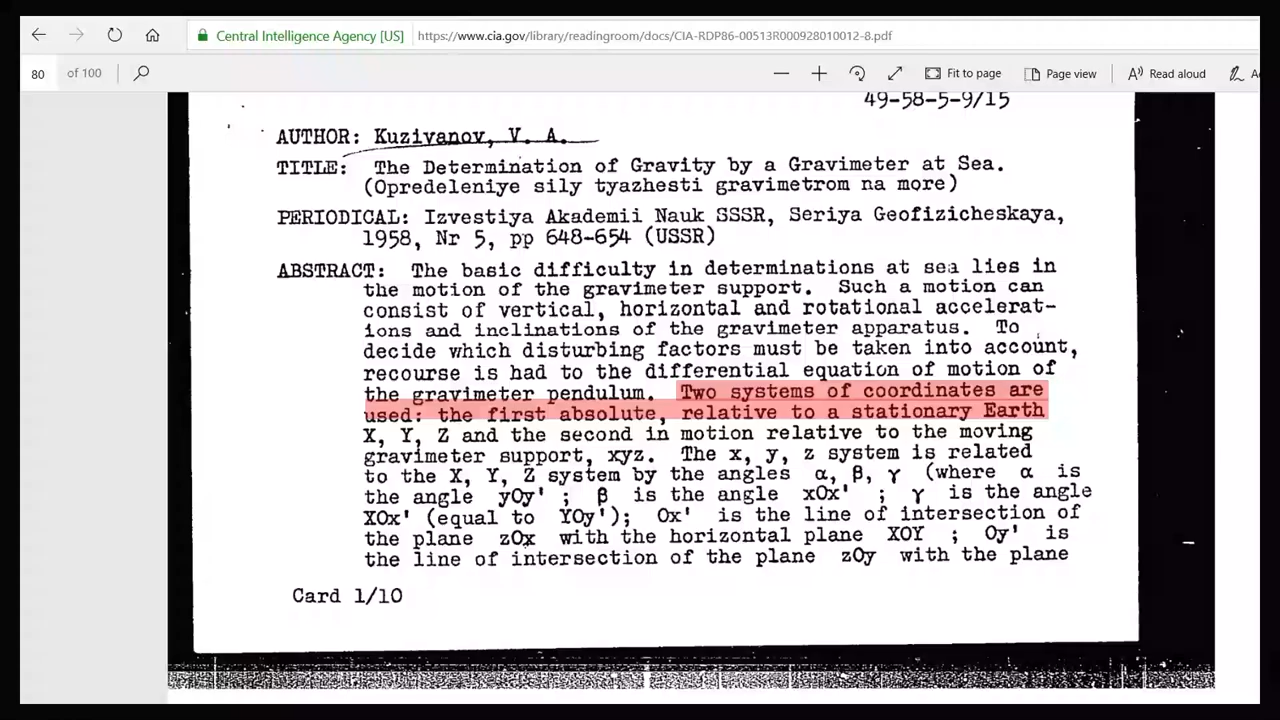 Central Intelligence Agency [US] https://www.cia.gov/library/readingroom/docs/CIA-RDP86-00513R000928010012-8.pdf
80 of 100 Fit to page Page view Read aloud
49-58-5-9/15
AUTHOR: Kuzivanov, V. A.
TITLE: The Determination of Gravity by a Gravimeter at Sea.
(Opredeleniye sily tyazhesti gravimetrom na more)
PERIODICAL: Izvestiya Akademii Nauk SSSR, Seriya Geofizicheskaya,
1958, Nr 5, pp 648-654 (USSR)
ABSTRACT: The basic difficulty in determinations at sea lies in
the motion of the gravimeter support. Such a motion can
consist of vertical, horizontal and rotational accelerat-
ions and inclinations of the gravimeter apparatus. To
decide which disturbing factors must be taken into account,
recourse is had to the differential equation of motion of
the gravimeter pendulum. Two systems of coordinates are
used: the first absolute, relative to a stationary Earth
X, Y, Z and the second in motion relative to the moving
gravimeter support, xyz. The x, y, z system is related
to the X, Y, Z system by the angles α, β, γ (where α is
the angle yOy' ; β is the angle xOx' ; γ is the angle
XOx' (equal to YOy'); Ox' is the line of intersection of
the plane zOx with the horizontal plane XOY ; Oy' is
the line of intersection of the plane zOy with the plane
Card 1/10